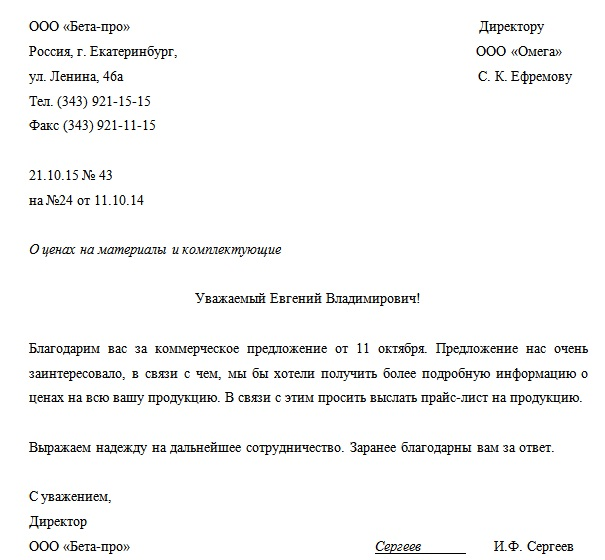 ООО «Бета-про» Директору
Россия, г. Екатеринбург, ООО «Омега»
ул. Ленина, 46а С. К. Ефремову
Тел. (343) 921-15-15
Факс (343) 921-11-15
21.10.15 № 43
на №24 от 11.10.14
О ценах на материалы и комплектующие
Уважаемый Евгений Владимирович!
Благодарим вас за коммерческое предложение от 11 октября. Предложение нас очень
заинтересовало, в связи с чем, мы бы хотели получить более подробную информацию о
ценах на всю вашу продукцию. В связи с этим просить выслать прайс-лист на продукцию.
Выражаем надежду на дальнейшее сотрудничество. Заранее благодарны вам за ответ.
С уважением,
Директор
ООО «Бета-про» Сергеев И.Ф. Сергеев